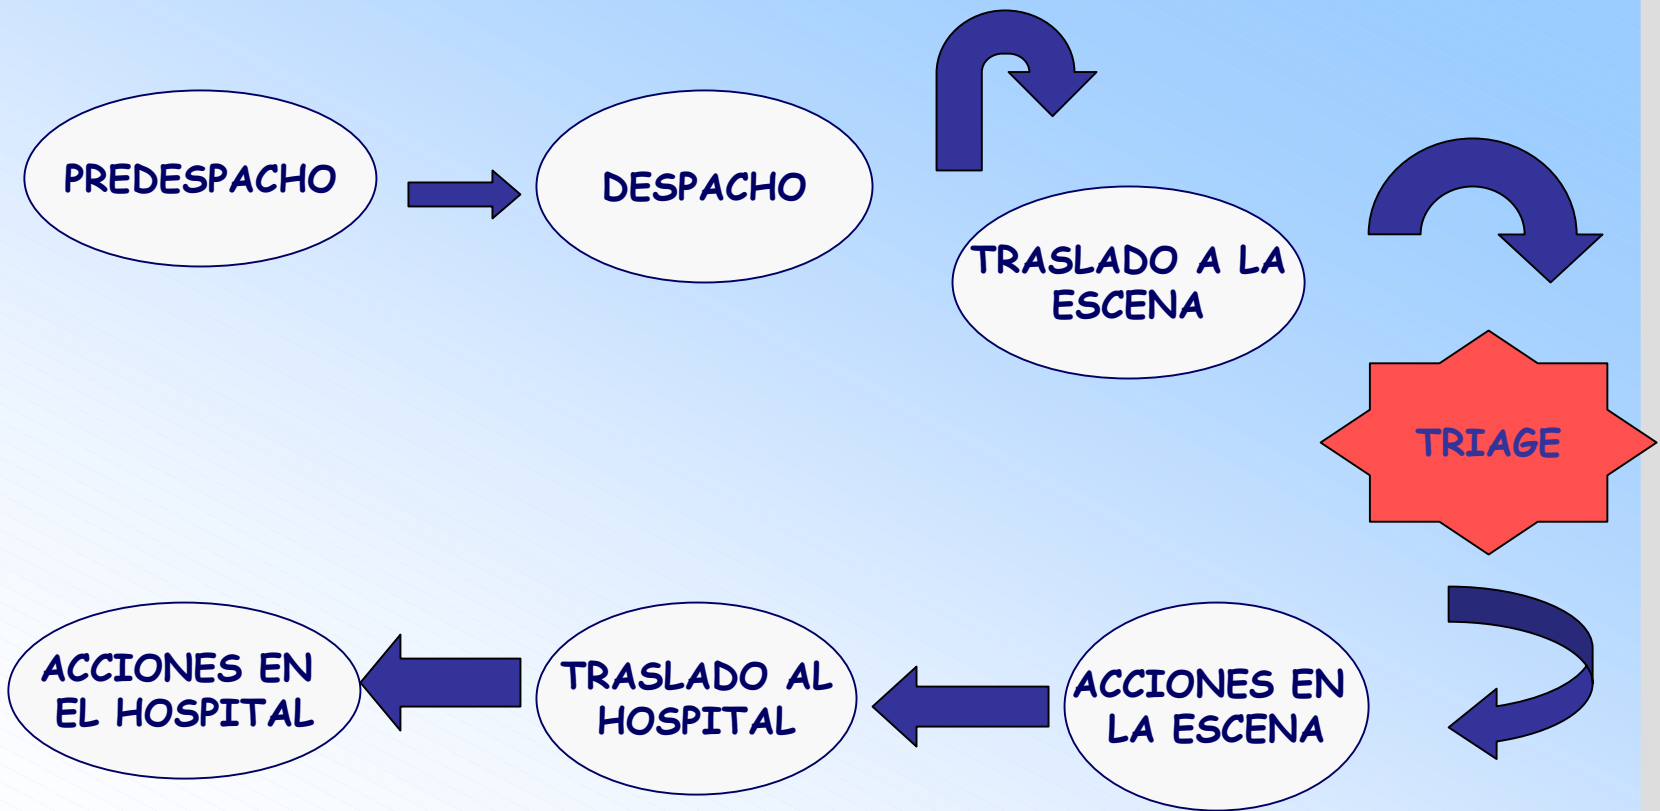 PREDESPACHO
DESPACHO
TRASLADO A LA
ESCENA
TRIAGE
ACCIONES EN
LA ESCENA
TRASLADO AL
HOSPITAL
ACCIONES EN
EL HOSPITAL